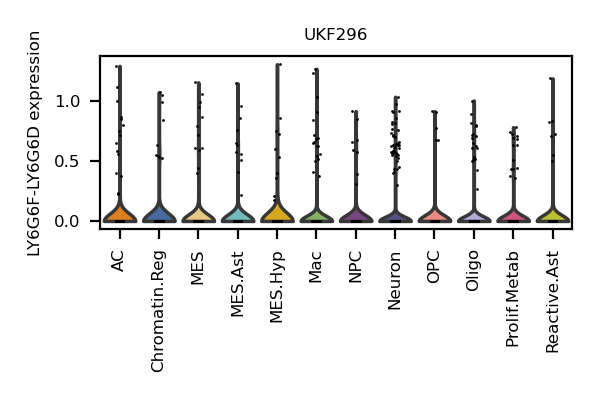 UKF296
LY6G6F-LY6G6D expression
1.0
0.5
0.0
AC
Chromatin.Reg
MES
MES.Ast
MES.Hyp
Mac
NPC
Neuron
OPC
Oligo
Prolif.Metab
Reactive.Ast